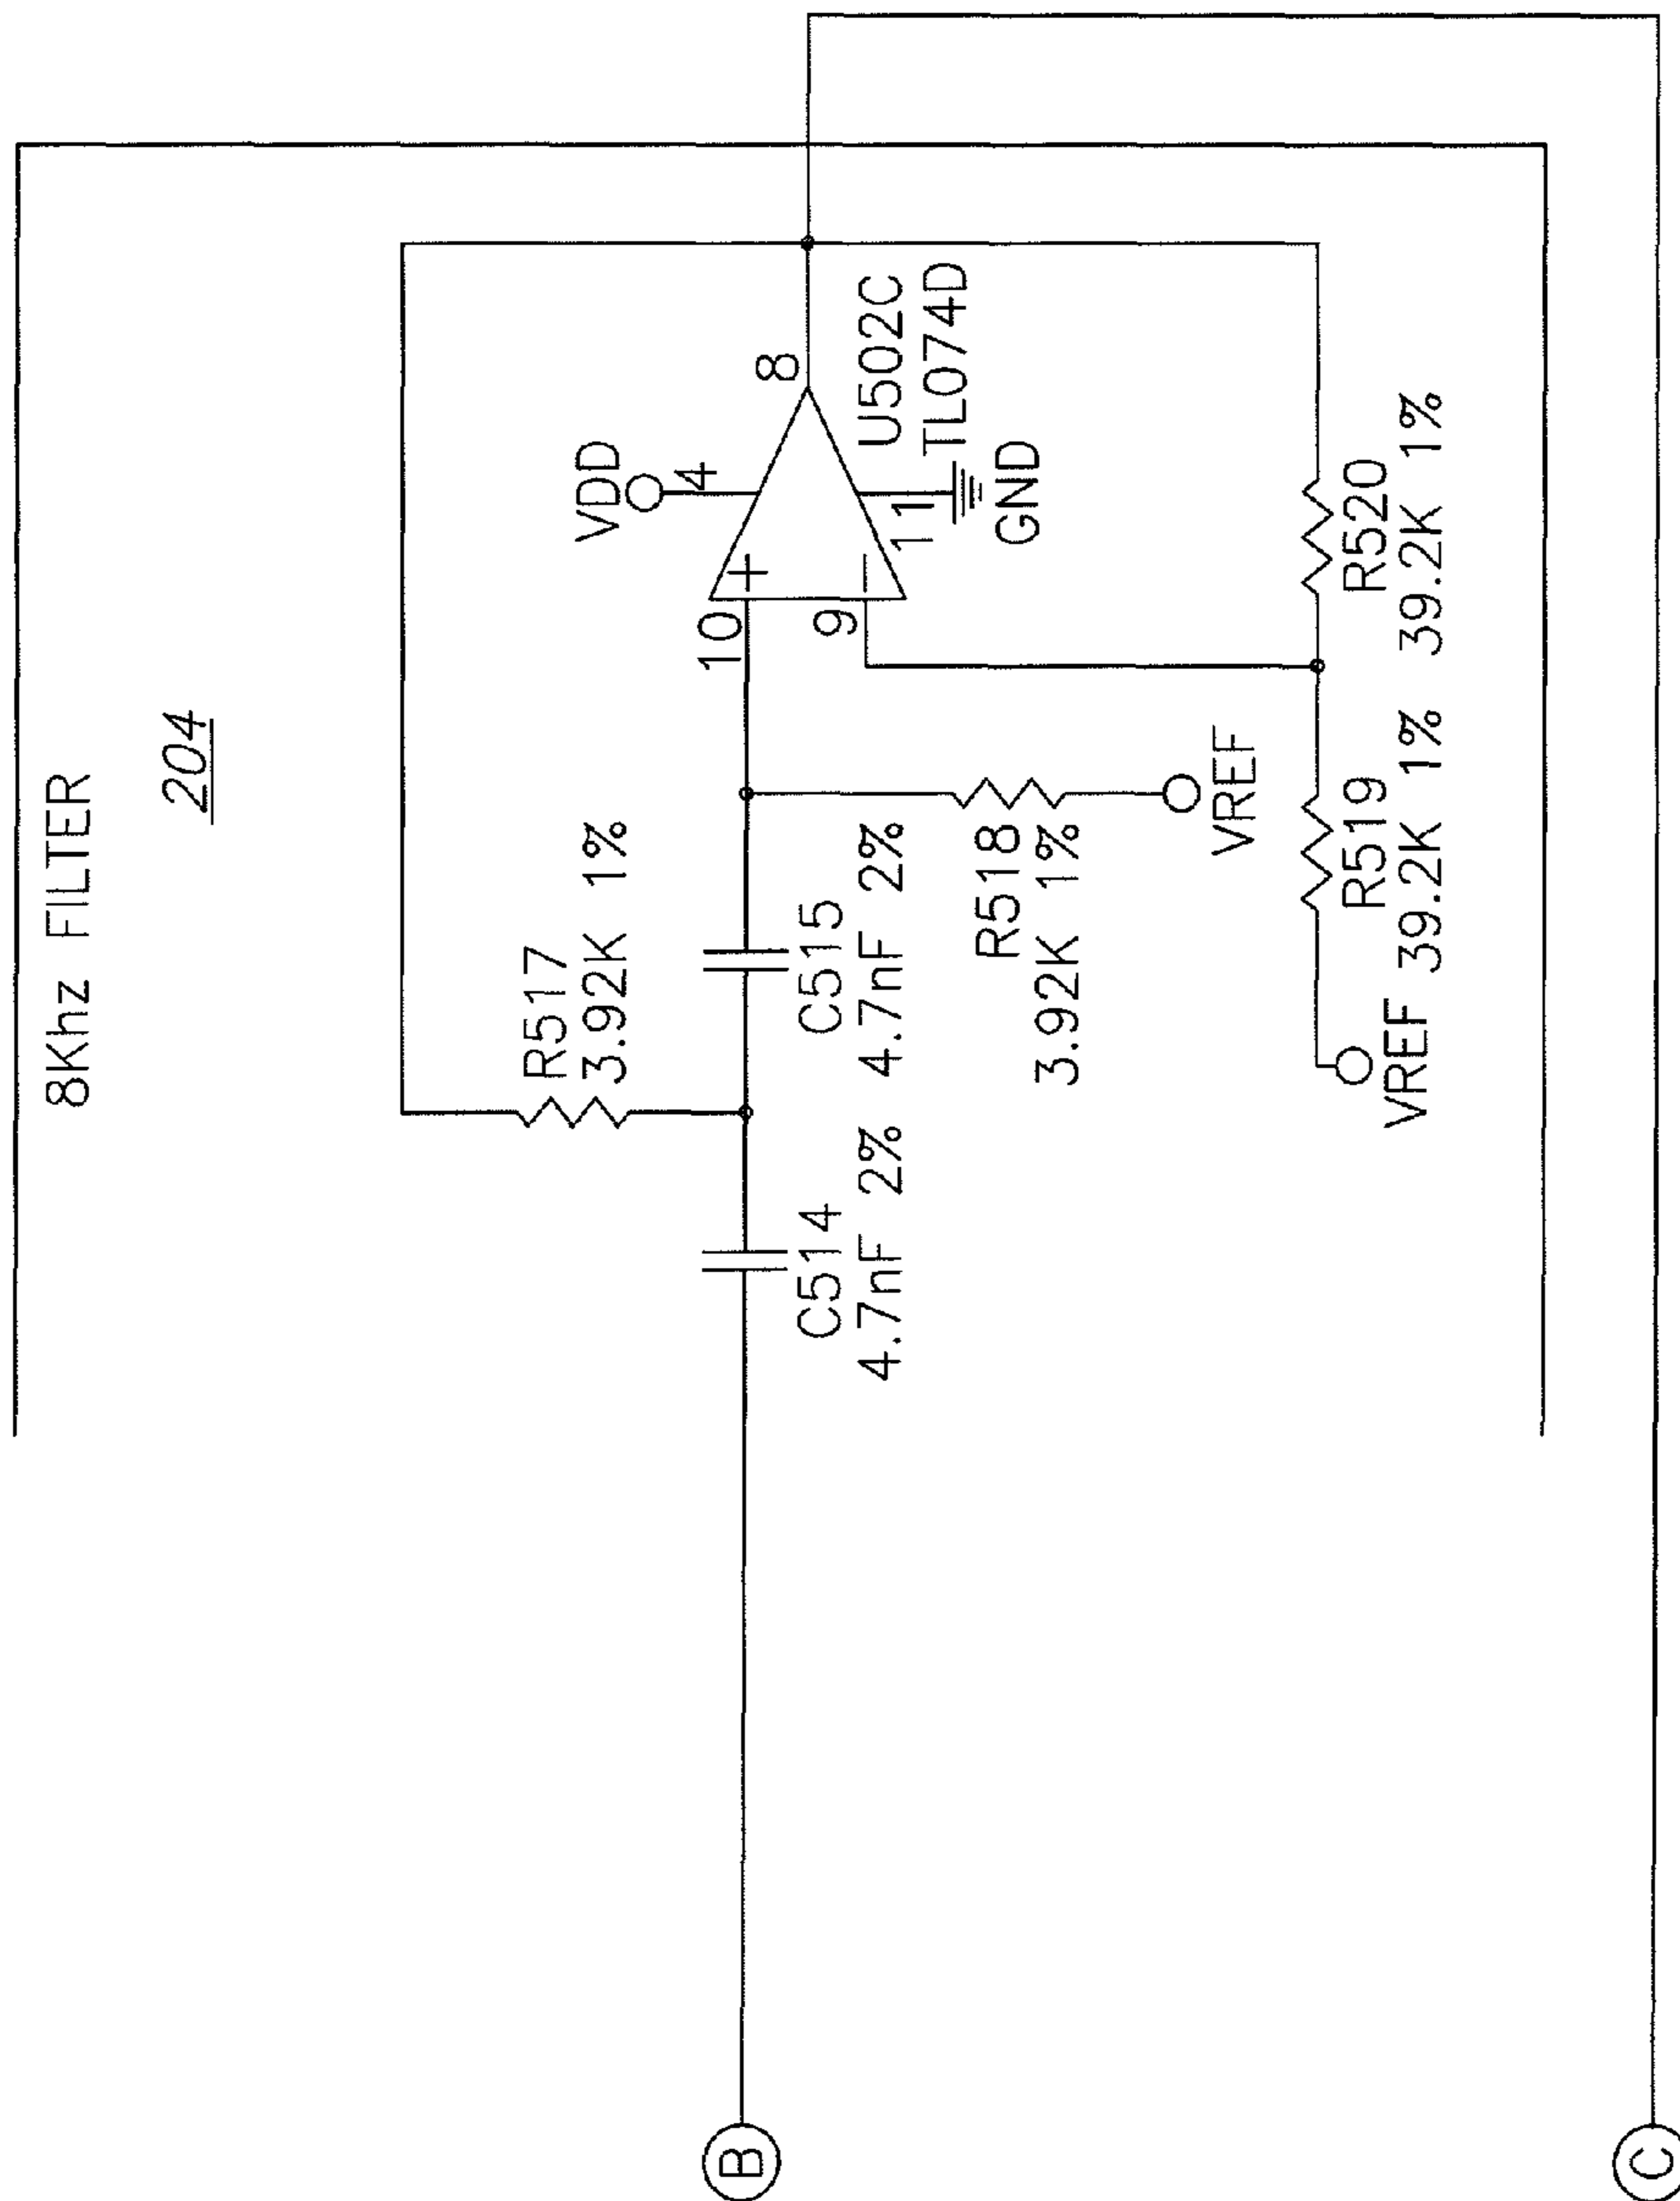 8Khz FILTER
204
R517
3.92K 1%
VDD
4
10
+
8
9
−
11
U502C
TL074D
GND
B
C514
4.7nF 2%
C515
4.7nF 2%
R518
3.92K 1%
VREF
VREF
R519
39.2K 1%
R520
39.2K 1%
C